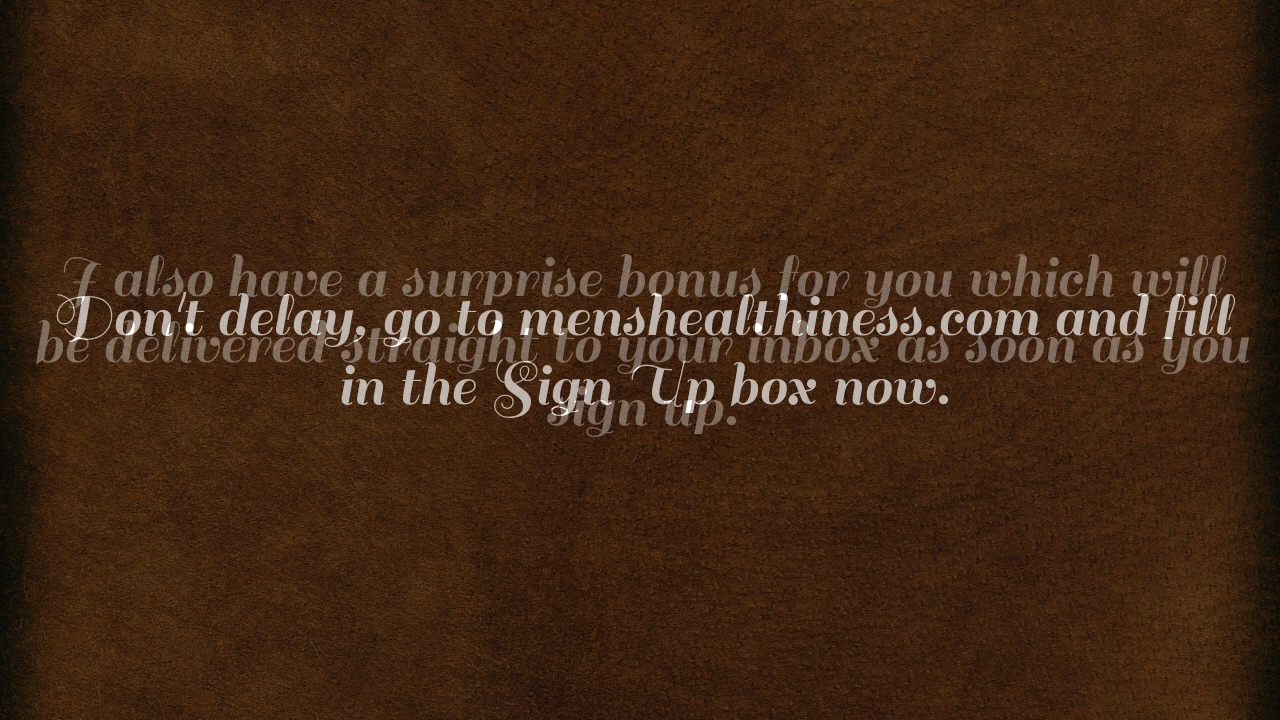 I also have a surprise bonus for you which will
be delivered straight to your inbox as soon as you
sign up.
Don't delay, go to menshealthiness.com and fill
in the Sign Up box now.